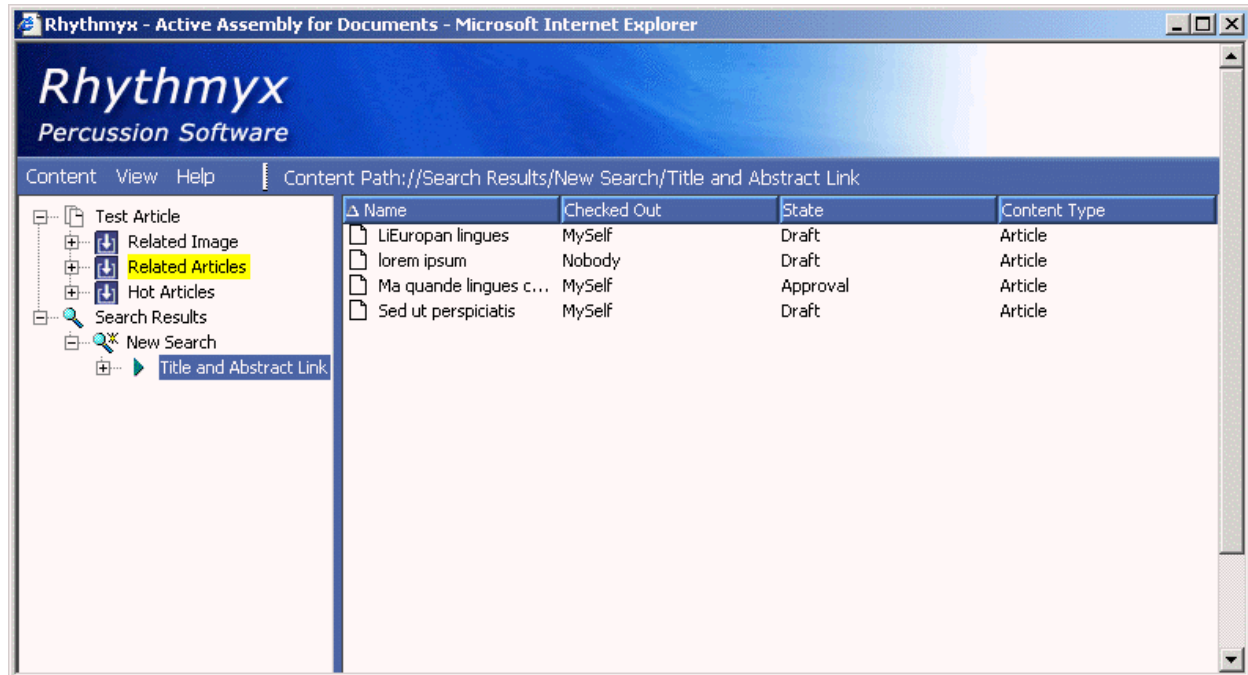 Rhythmyx - Active Assembly for Documents - Microsoft Internet Explorer
Rhythmyx
Percussion Software
Content View Help Content Path://Search Results/New Search/Title and Abstract Link
Test Article
Related Image
Related Articles
Hot Articles
Search Results
New Search
Title and Abstract Link
Name Checked Out State Content Type
LiEuropan lingues MySelf Draft Article
lorem ipsum Nobody Draft Article
Ma quande lingues c... MySelf Approval Article
Sed ut perspiciatis MySelf Draft Article